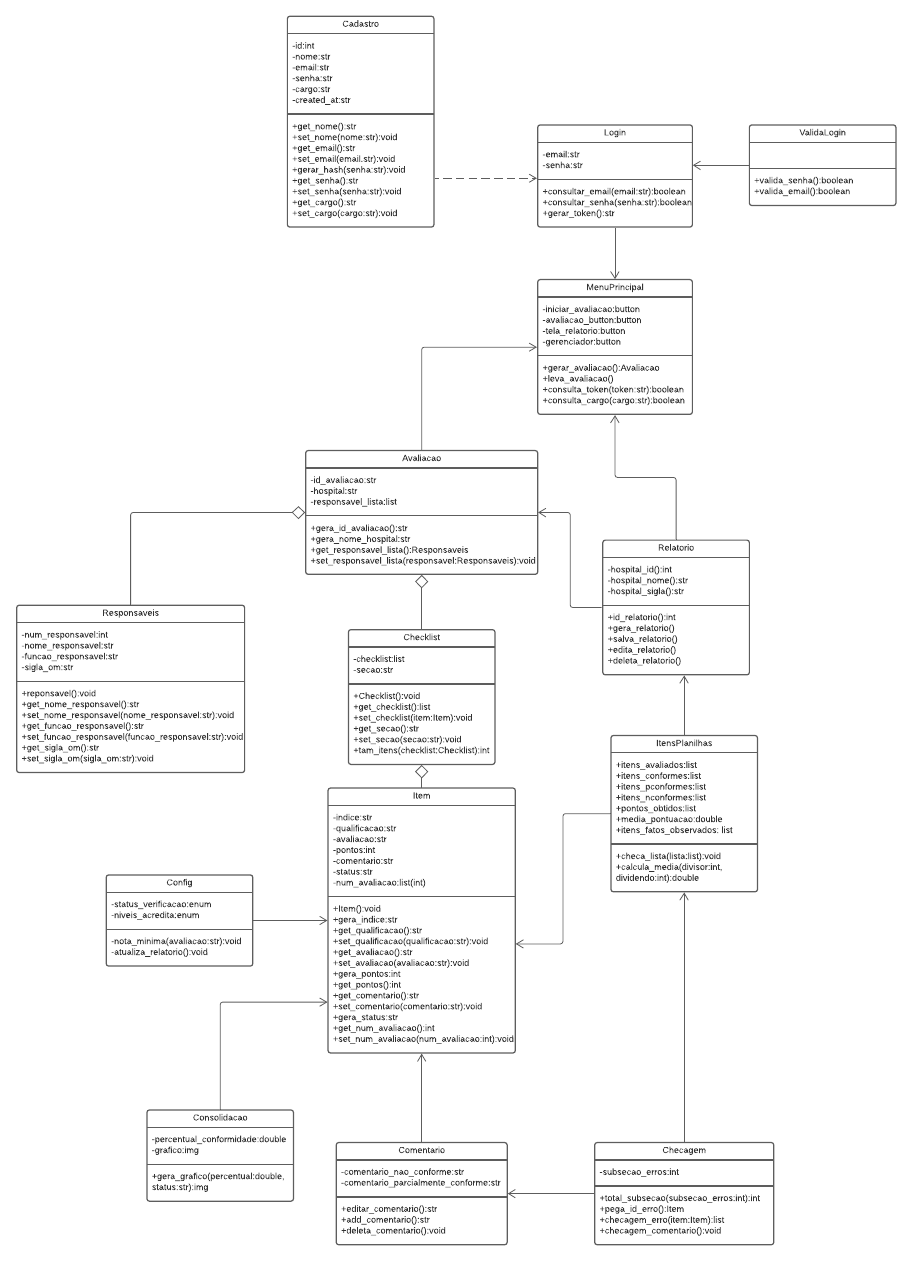 Cadastro
-id:int
-nome:str
-email:str
-senha:str
-cargo:str
-created_at:str
+get_nome():str
+set_nome(nome:str):void
+get_email():str
+set_email(email.str):void
+gerar_hash(senha:str):void
+get_senha():str
+set_senha(senha:str):void
+get_cargo():str
+set_cargo(cargo:str):void
Login
-email:str
-senha:str
+consultar_email(email:str):boolean
+consultar_senha(senha:str):boolean
+gerar_token():str
ValidaLogin
+valida_senha():boolean
+valida_email():boolean
MenuPrincipal
-iniciar_avaliacao:button
-avaliacao_button:button
-tela_relatorio:button
-gerenciador:button
+gerar_avaliacao():Avaliacao
+leva_avaliacao()
+consulta_token(token:str):boolean
+consulta_cargo(cargo:str):boolean
Avaliacao
-id_avaliacao:str
-hospital:str
-responsavel_lista:list
+gera_id_avaliacao():str
+gera_nome_hospital:str
+get_responsavel_lista():Responsaveis
+set_responsavel_lista(responsavel:Responsaveis):void
Relatorio
-hospital_id():int
-hospital_nome():str
-hospital_sigla():str
+id_relatorio():int
+gera_relatorio()
+salva_relatorio()
+edita_relatorio()
+deleta_relatorio()
Responsaveis
-num_responsavel:int
-nome_responsavel:str
-funcao_responsavel:str
-sigla_om:str
+reponsavel():void
+get_nome_responsavel():str
+set_nome_responsavel(nome_responsavel:str):void
+get_funcao_responsavel():str
+set_funcao_responsavel(funcao_responsavel:str):void
+get_sigla_om():str
+set_sigla_om(sigla_om:str):void
Checklist
-checklist:list
-secao:str
+Checklist():void
+get_checklist():list
+set_checklist(item:Item):void
+get_secao():str
+set_secao(secao:str):void
+tam_itens(checklist:Checklist):int
ItensPlanilhas
+itens_avaliados:list
+itens_conformes:list
+itens_pconformes:list
+itens_nconformes:list
+pontos_obtidos:list
+media_pontuacao:double
+itens_fatos_observados: list
+checa_lista(lista:list):void
+calcula_media(divisor:int,
dividendo:int):double
Item
-indice:str
-qualificacao:str
-avaliacao:str
-pontos:int
-comentario:str
-status:str
-num_avaliacao:list(int)
+Item():void
+gera_indice:str
+get_qualificacao():str
+set_qualificacao(qualificacao:str):void
+get_avaliacao():str
+set_avaliacao(avaliacao:str):void
+gera_pontos:int
+get_pontos():int
+get_comentario():str
+set_comentario(comentario:str):void
+gera_status:str
+get_num_avaliacao():int
+set_num_avaliacao(num_avaliacao:int):void
Config
-status_verificacao:enum
-niveis_acredita:enum
-nota_minima(avaliacao:str):void
-atualiza_relatorio():void
Consolidacao
-percentual_conformidade:double
-grafico:img
+gera_grafico(percentual:double,
status:str):img
Comentario
-comentario_nao_conforme:str
-comentario_parcialmente_conforme:str
+editar_comentario():str
+add_comentario():str
+deleta_comentario():void
Checagem
-subsecao_erros:int
+total_subsecao(subsecao_erros:int):int
+pega_id_erro():Item
+checagem_erro(item:Item):list
+checagem_comentario():void